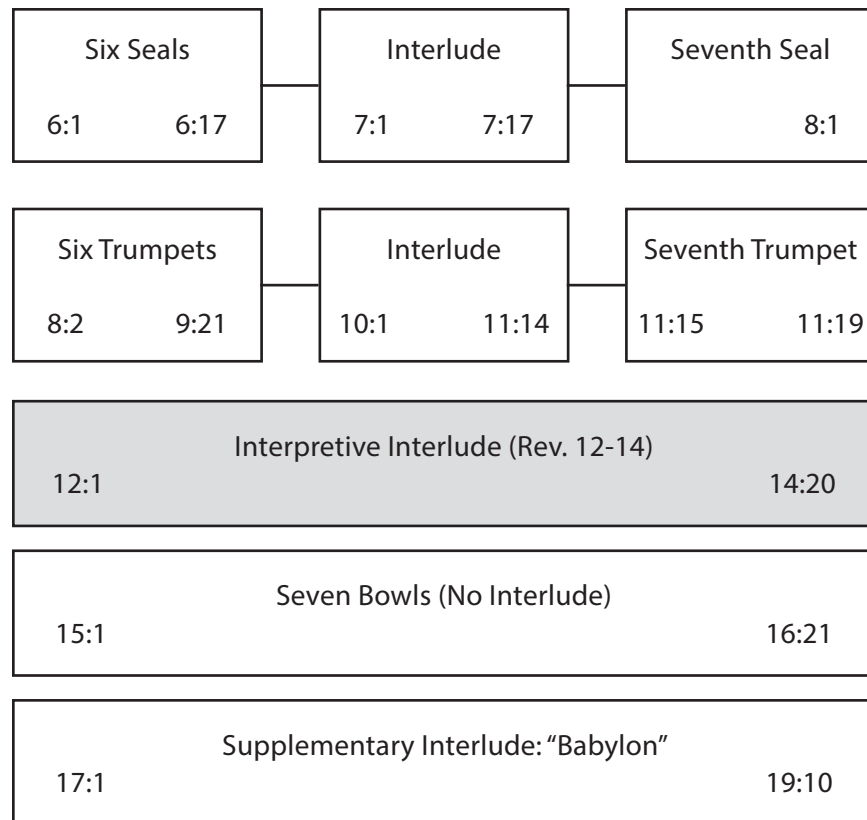 Six Seals
6:1 6:17
Interlude
7:1 7:17
Seventh Seal
8:1
Six Trumpets
8:2 9:21
Interlude
10:1 11:14
Seventh Trumpet
11:15 11:19
Interpretive Interlude (Rev. 12-14)
12:1 14:20
Seven Bowls (No Interlude)
15:1 16:21
Supplementary Interlude: “Babylon”
17:1 19:10